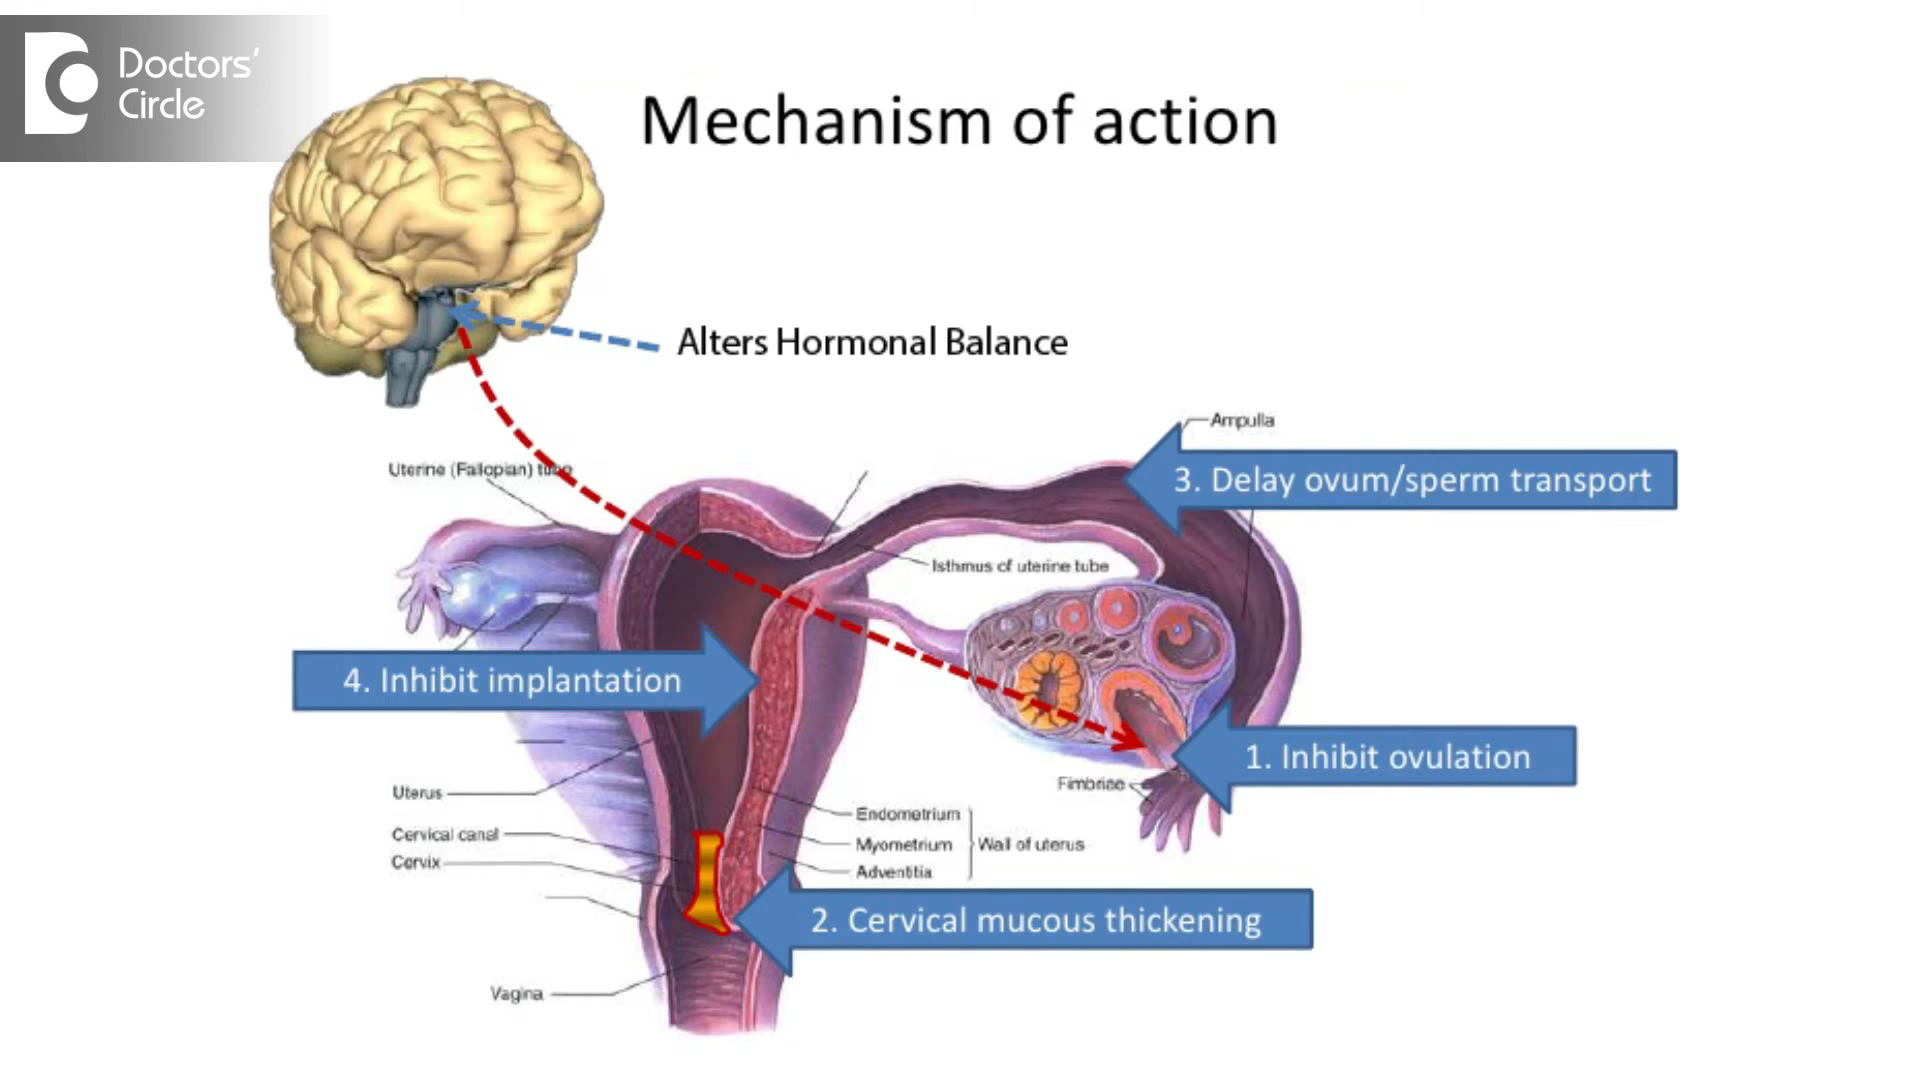 Doctors'
Circle
Mechanism of action
Alters Hormonal Balance
Ampulla
Uterine (Fallopian) tube
3. Delay ovum/sperm transport
Isthmus of uterine tube
4. Inhibit implantation
1. Inhibit ovulation
Fimbriae
Uterus
Endometrium
Cervical canal
Myometrium
Wall of uterus
Cervix
Adventitia
2. Cervical mucous thickening
Vagina